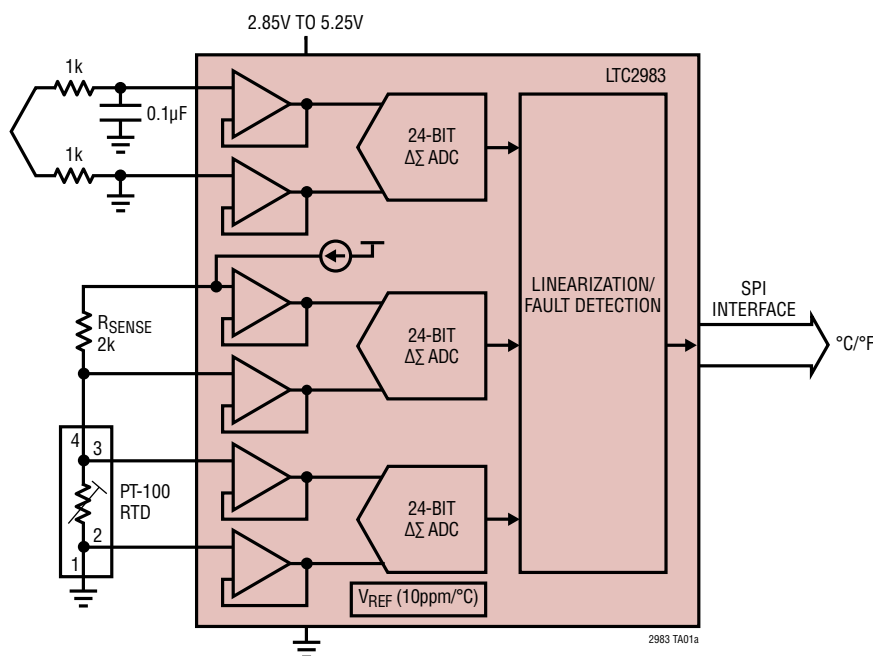 2.85V TO 5.25V
LTC2983
1k
0.1µF
1k
24-BIT
ΔΣ ADC
LINEARIZATION/
FAULT DETECTION
SPI
INTERFACE
°C/°F
RSENSE
2k
24-BIT
ΔΣ ADC
4
3
PT-100
RTD
2
1
24-BIT
ΔΣ ADC
VREF (10ppm/°C)
2983 TA01a